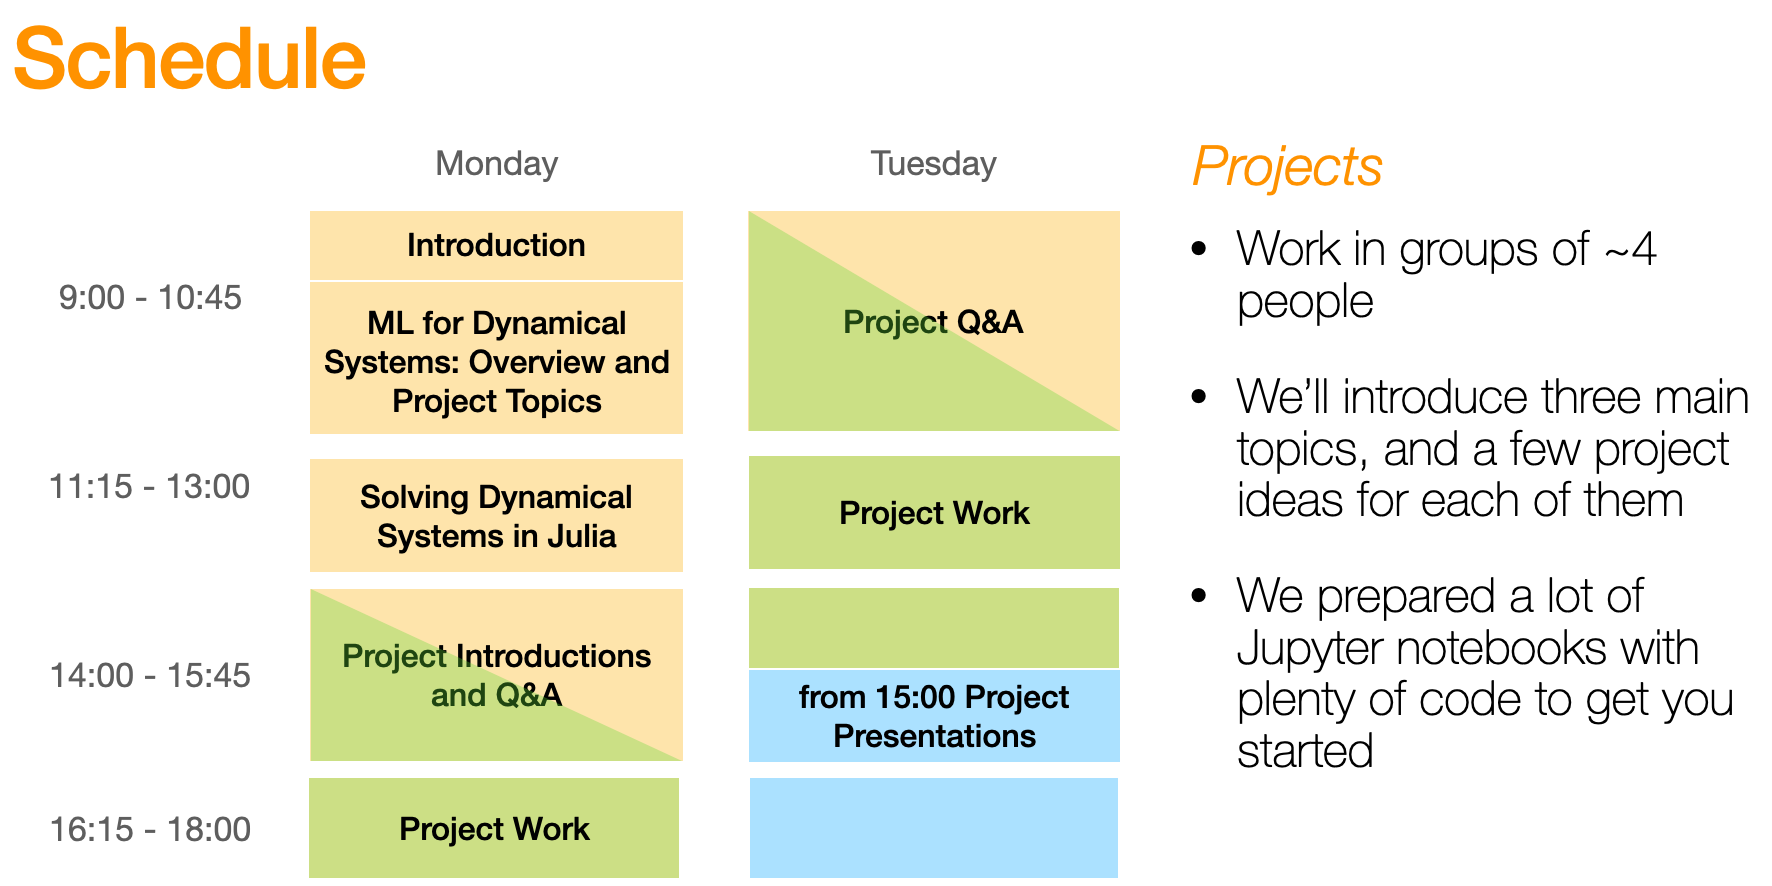 Schedule
Monday
Tuesday
9:00 - 10:45
Introduction
ML for Dynamical
Systems: Overview and
Project Topics
Project Q&A
11:15 - 13:00
Solving Dynamical
Systems in Julia
Project Work
14:00 - 15:45
Project Introductions
and Q&A
from 15:00 Project
Presentations
16:15 - 18:00
Project Work
Projects
• Work in groups of ~4
people
• We’ll introduce three main
topics, and a few project
ideas for each of them
• We prepared a lot of
Jupyter notebooks with
plenty of code to get you
started